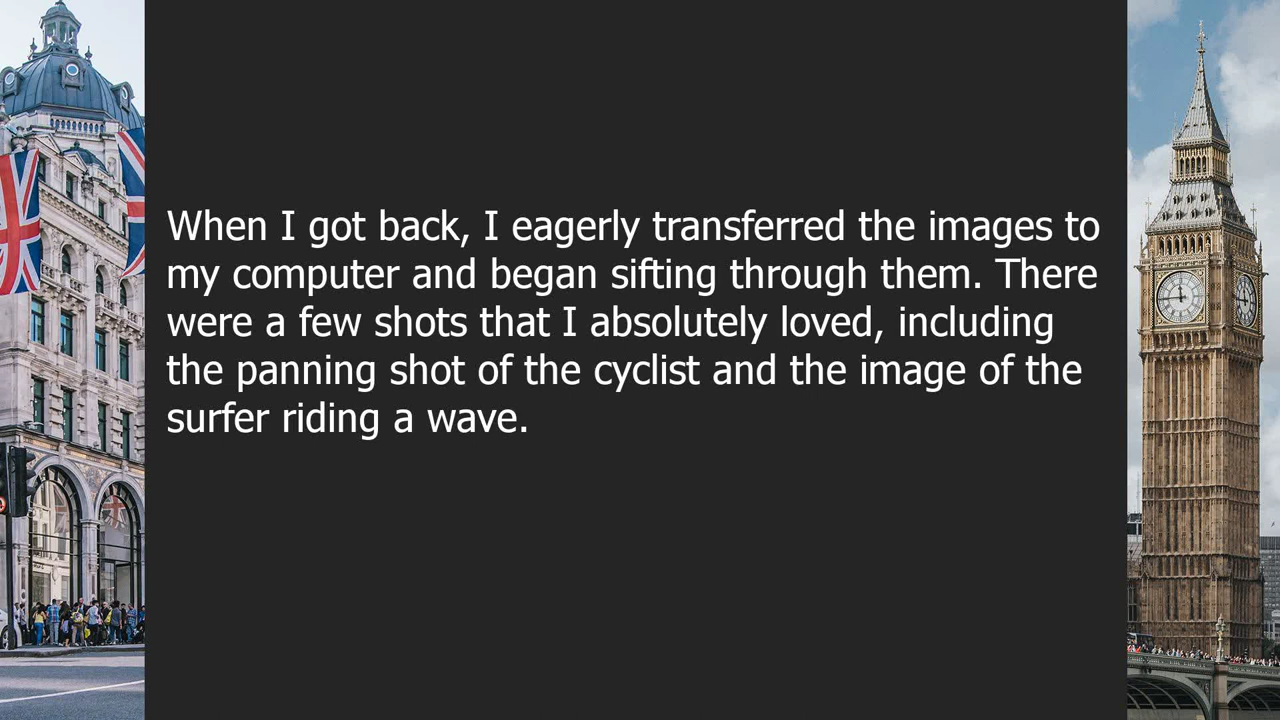 When I got back, I eagerly transferred the images to
my computer and began sifting through them. There
were a few shots that I absolutely loved, including
the panning shot of the cyclist and the image of the
surfer riding a wave.